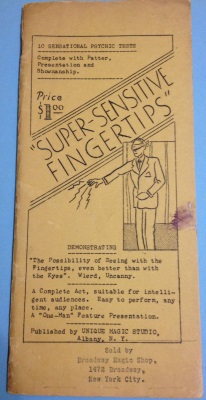 10 SENSATIONAL PSYCHIC TESTS
Complete with Patter,
Presentation and
Showmanship.
Price
$1.00
"SUPER-SENSITIVE
FINGERTIPS"
DEMONSTRATING
"The Possibility of Seeing with the
Fingertips, even better than with
the Eyes". Wierd, Uncanny.
A Complete Act, suitable for intelli-
gent audiences. Easy to perform, any
time, any place.
A "One-Man" Feature Presentation.
Published by UNIQUE MAGIC STUDIO,
Albany, N. Y.
Sold by
Broadway Magic Shop,
1472 Broadway,
New York City.